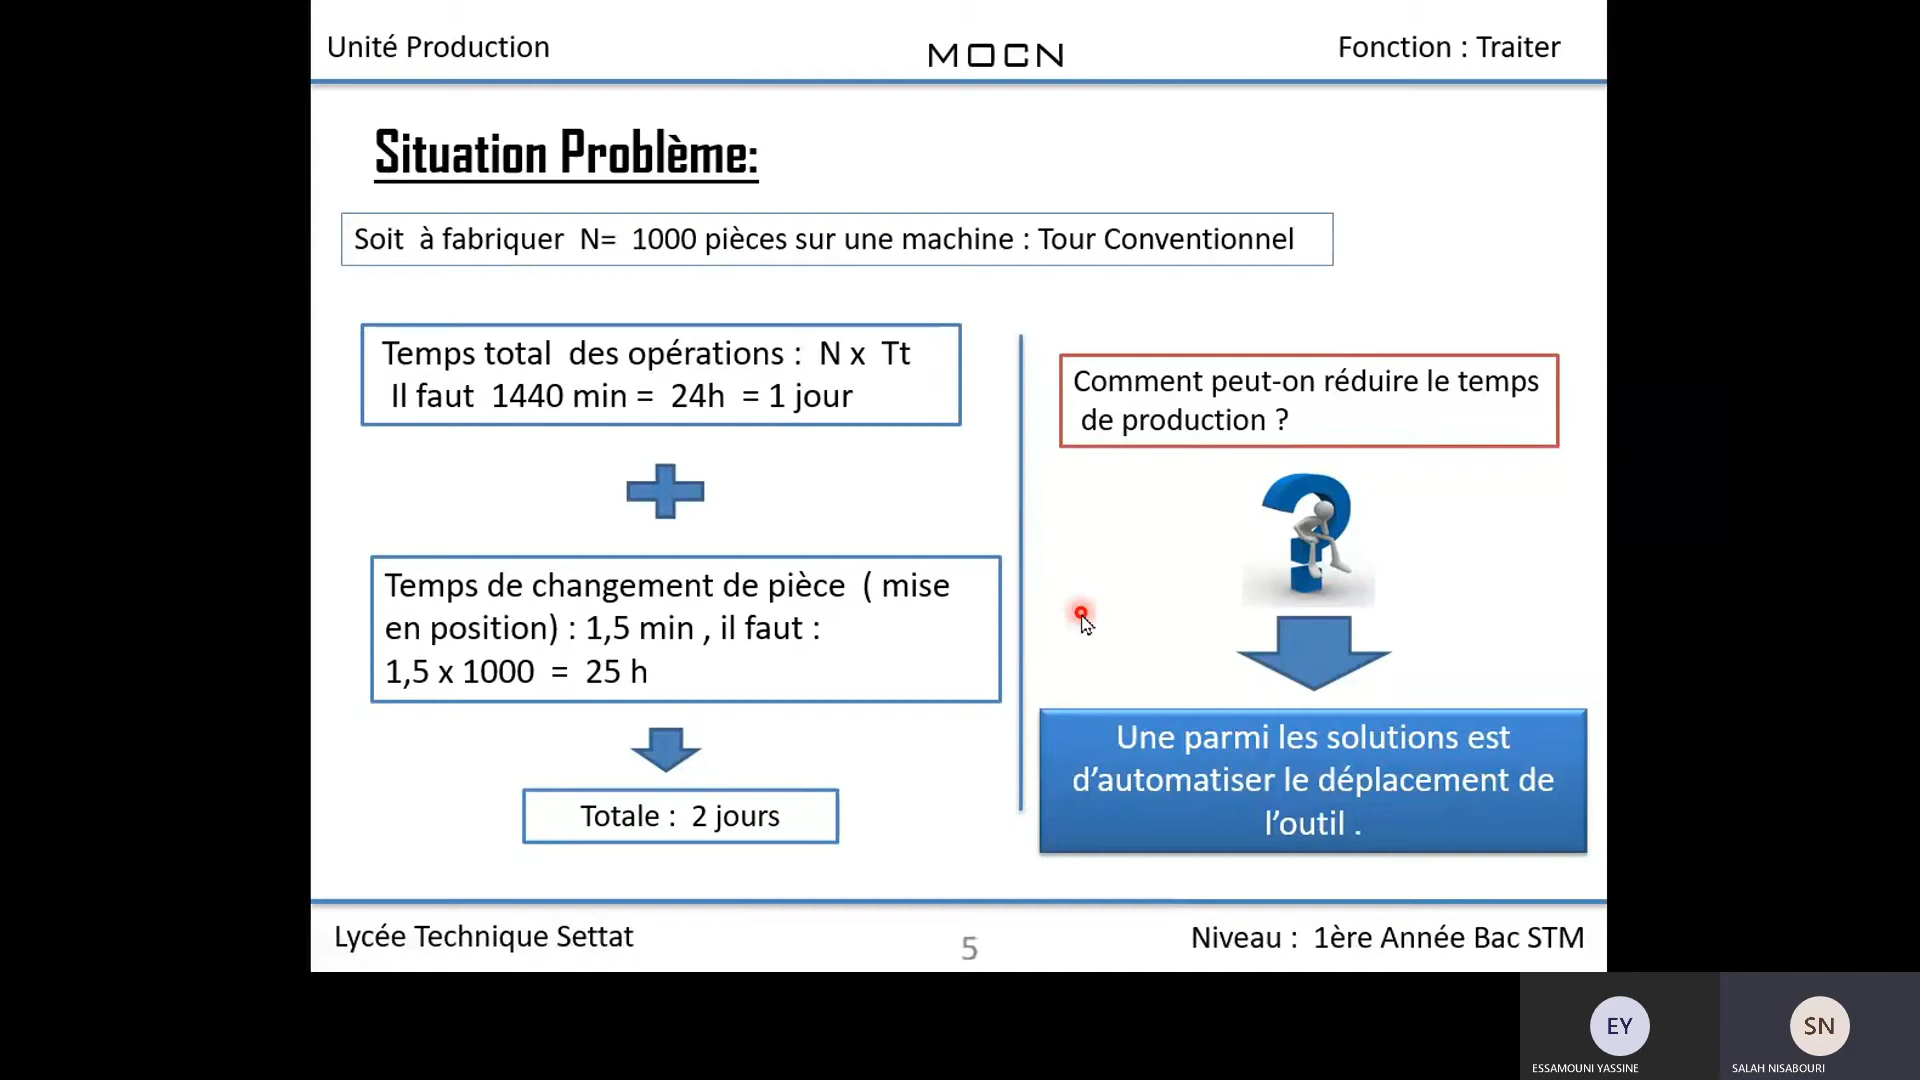 Unité Production
MOCN
Fonction : Traiter
Situation Problème:
Soit à fabriquer N= 1000 pièces sur une machine : Tour Conventionnel
Temps total des opérations : N x Tt
Il faut 1440 min = 24h = 1 jour
Temps de changement de pièce ( mise
en position) : 1,5 min , il faut :
1,5 x 1000 = 25 h
Totale : 2 jours
Comment peut-on réduire le temps
de production ?
Une parmi les solutions est
d’automatiser le déplacement de
l’outil .
Lycée Technique Settat
5
Niveau : 1ère Année Bac STM
EY
ESSAMOUNI YASSINE
SN
SALAH NISABOURI